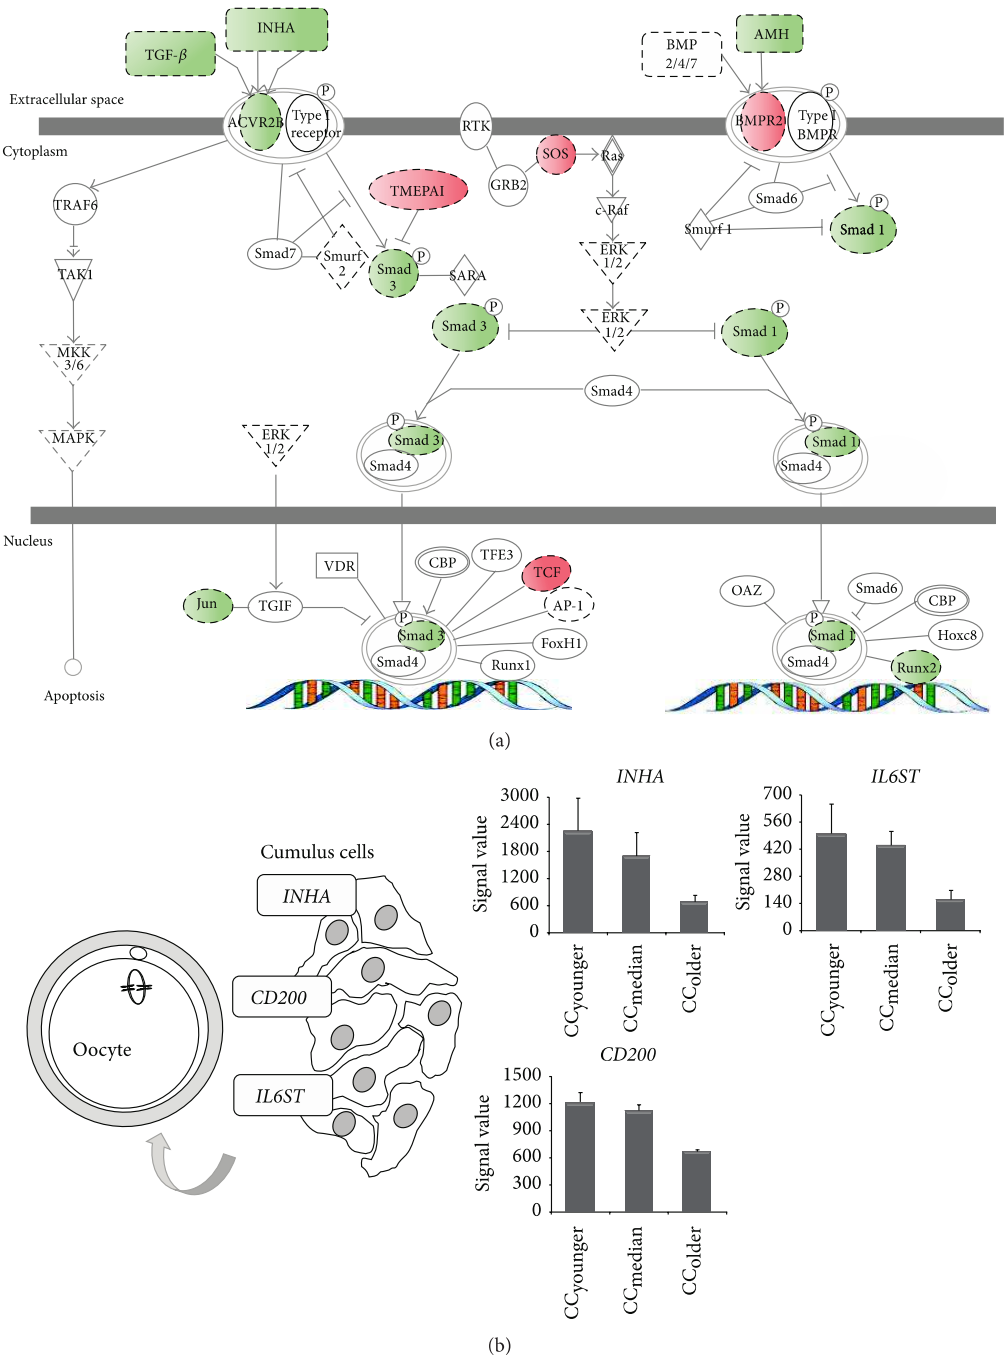 INHA
TGF-β
AMH
BMP
2/4/7
P
P
Extracellular space
ACVR2B
Type I
receptor
RTK
BMPR2
Type I
BMPR
Cytoplasm
SOS
Ras
TMEPAI
GRB2
TRAF6
c-Raf
Smad6
P
Smurf 1
Smad 1
Smad7
Smurf
2
P
Smad
3
SARA
ERK
1/2
TAK1
P
Smad 3
ERK
1/2
P
Smad 1
MKK
3/6
Smad4
P
Smad 3
Smad4
P
Smad 1
Smad4
MAPK
ERK
1/2
Nucleus
VDR
CBP
TFE3
TCF
AP-1
Jun
TGIF
P
Smad 3
Smad4
FoxH1
Runx1
OAZ
Smad6
CBP
P
Smad 1
Smad4
Hoxc8
Runx2
Apoptosis
(a)
Cumulus cells
INHA
CD200
IL6ST
Oocyte
INHA
Signal value
3000
2400
1800
1200
600
0
CCyounger
CCmedian
CColder
IL6ST
Signal value
700
560
420
280
140
0
CCyounger
CCmedian
CColder
CD200
Signal value
1500
1200
900
600
300
0
CCyounger
CCmedian
CColder
(b)